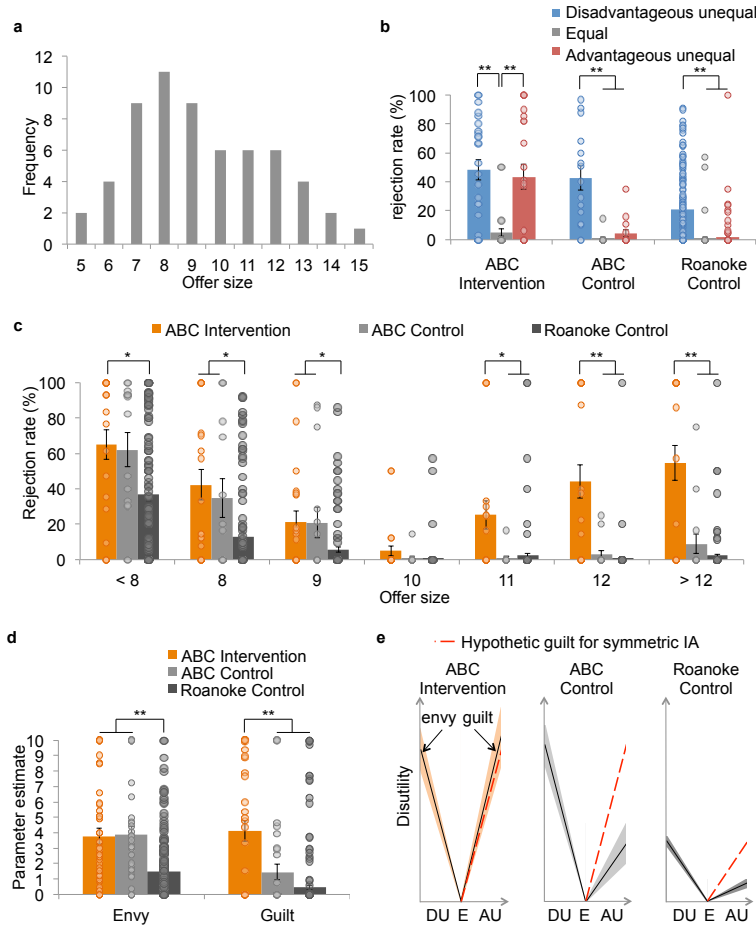 a
12
10
8
6
4
2
0
Frequency
5 6 7 8 9 10 11 12 13 14 15
Offer size
b
Disadvantageous unequal
Equal
Advantageous unequal
** ** ** **
100
80
60
40
20
0
rejection rate (%)
ABC Intervention
ABC Control
Roanoke Control
c
ABC Intervention
ABC Control
Roanoke Control
* * * * ** **
100
80
60
40
20
0
Rejection rate (%)
< 8 8 9 10 11 12 > 12
Offer size
d
ABC Intervention
ABC Control
Roanoke Control
** **
10
9
8
7
6
5
4
3
2
1
0
Parameter estimate
Envy Guilt
e
Hypothetic guilt for symmetric IA
ABC Intervention
ABC Control
Roanoke Control
envy guilt
Disutility
DU E AU DU E AU DU E AU